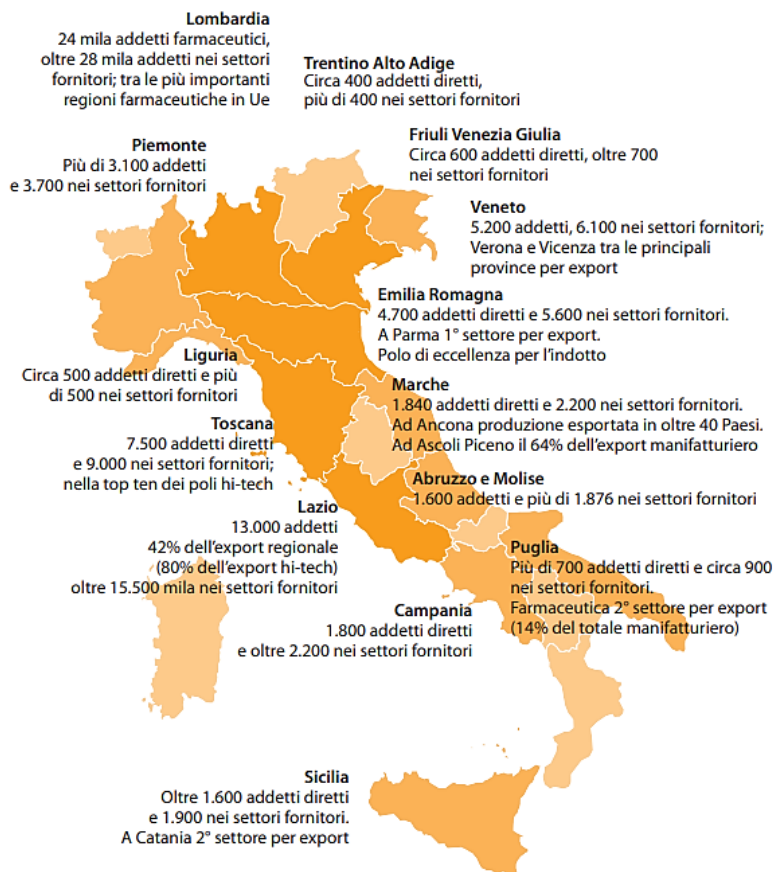 Lombardia
24 mila addetti farmaceutici,
oltre 28 mila addetti nei settori
fornitori; tra le più importanti
regioni farmaceutiche in Ue
Trentino Alto Adige
Circa 400 addetti diretti,
più di 400 nei settori fornitori
Piemonte
Più di 3.100 addetti
e 3.700 nei settori fornitori
Friuli Venezia Giulia
Circa 600 addetti diretti, oltre 700
nei settori fornitori
Veneto
5.200 addetti, 6.100 nei settori fornitori;
Verona e Vicenza tra le principali
province per export
Emilia Romagna
4.700 addetti diretti e 5.600 nei settori fornitori.
A Parma 1° settore per export.
Polo di eccellenza per l'indotto
Liguria
Circa 500 addetti diretti e più
di 500 nei settori fornitori
Marche
1.840 addetti diretti e 2.200 nei settori fornitori.
Ad Ancona produzione esportata in oltre 40 Paesi.
Ad Ascoli Piceno il 64% dell'export manifatturiero
Toscana
7.500 addetti diretti
e 9.000 nei settori fornitori;
nella top ten dei poli hi-tech
Abruzzo e Molise
1.600 addetti e più di 1.876 nei settori fornitori
Lazio
13.000 addetti
42% dell'export regionale
(80% dell'export hi-tech)
oltre 15.500 mila nei settori fornitori
Puglia
Più di 700 addetti diretti e circa 900
nei settori fornitori.
Farmaceutica 2° settore per export
(14% del totale manifatturiero)
Campania
1.800 addetti diretti
e oltre 2.200 nei settori fornitori
Sicilia
Oltre 1.600 addetti diretti
e 1.900 nei settori fornitori.
A Catania 2° settore per export